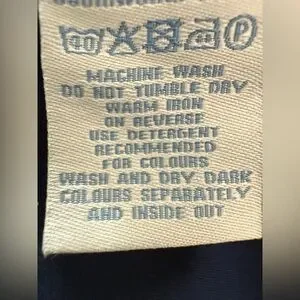 40 P
MACHINE WASH
DO NOT TUMBLE DRY
WARM IRON
ON REVERSE
USE DETERGENT
RECOMMENDED
FOR COLOURS
WASH AND DRY DARK
COLOURS SEPARATELY
AND INSIDE OUT